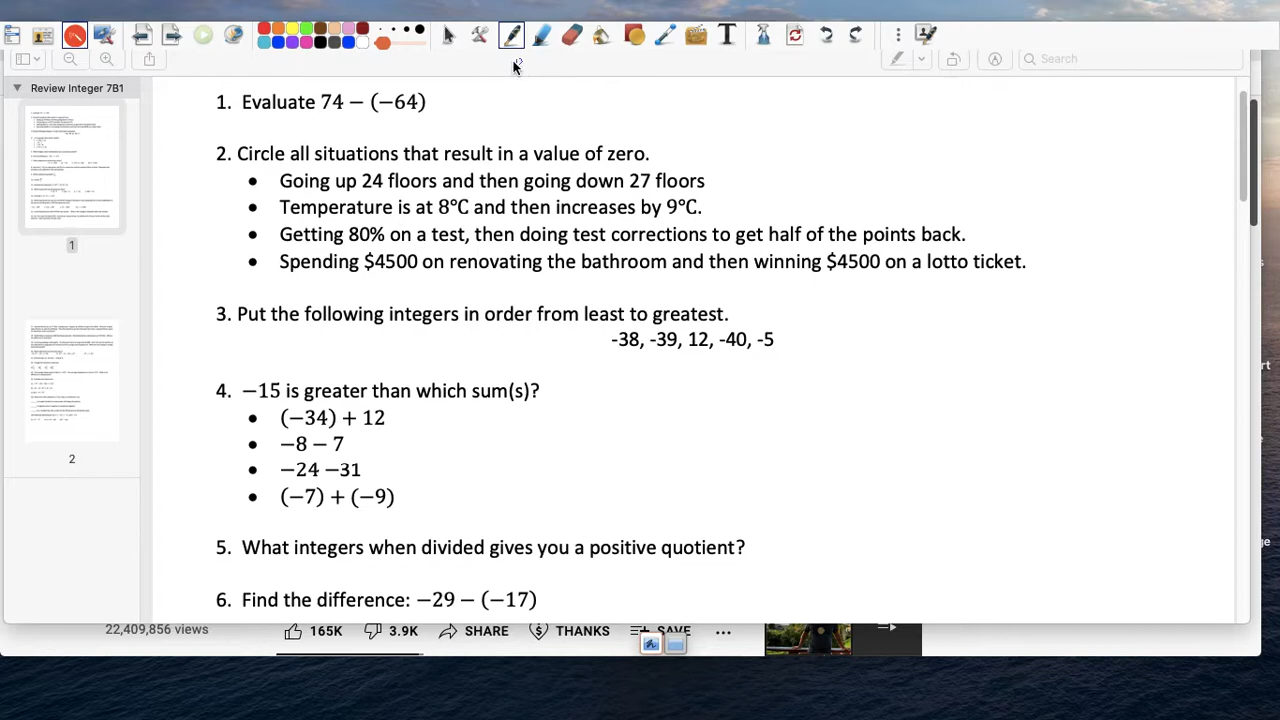 Search
Review Integer 7B1
1
2
1. Evaluate 74 − (−64)
2. Circle all situations that result in a value of zero.
• Going up 24 floors and then going down 27 floors
• Temperature is at 8℃ and then increases by 9℃.
• Getting 80% on a test, then doing test corrections to get half of the points back.
• Spending $4500 on renovating the bathroom and then winning $4500 on a lotto ticket.
3. Put the following integers in order from least to greatest.
-38, -39, 12, -40, -5
4. −15 is greater than which sum(s)?
• (−34) + 12
• −8 − 7
• −24 −31
• (−7) + (−9)
5. What integers when divided gives you a positive quotient?
6. Find the difference: −29 − (−17)
22,409,856 views
165K
3.9K
SHARE
THANKS
SAVE